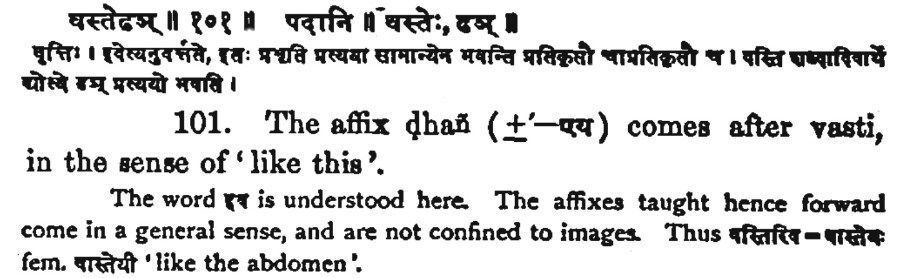 वस्तेढञ् ॥ १०१ ॥ पदानि ॥ वस्तेः, ढञ् ॥
वृत्तिः । इवेत्यनुवर्त्तते, इतः प्रभृति प्रत्यया सामान्येन भवन्ति प्रतिकृतौ चाप्रतिकृतौ च । वस्ति शब्दादिवार्थे
द्योत्ये ढञ् प्रत्ययो भवति ।
101. The affix ḍhañ (±′—एय) comes after vasti,
in the sense of 'like this'.
The word इव is understood here. The affixes taught hence forward
come in a general sense, and are not confined to images. Thus वस्तिरिव = वास्तेयः
fem. वास्तेयी 'like the abdomen'.